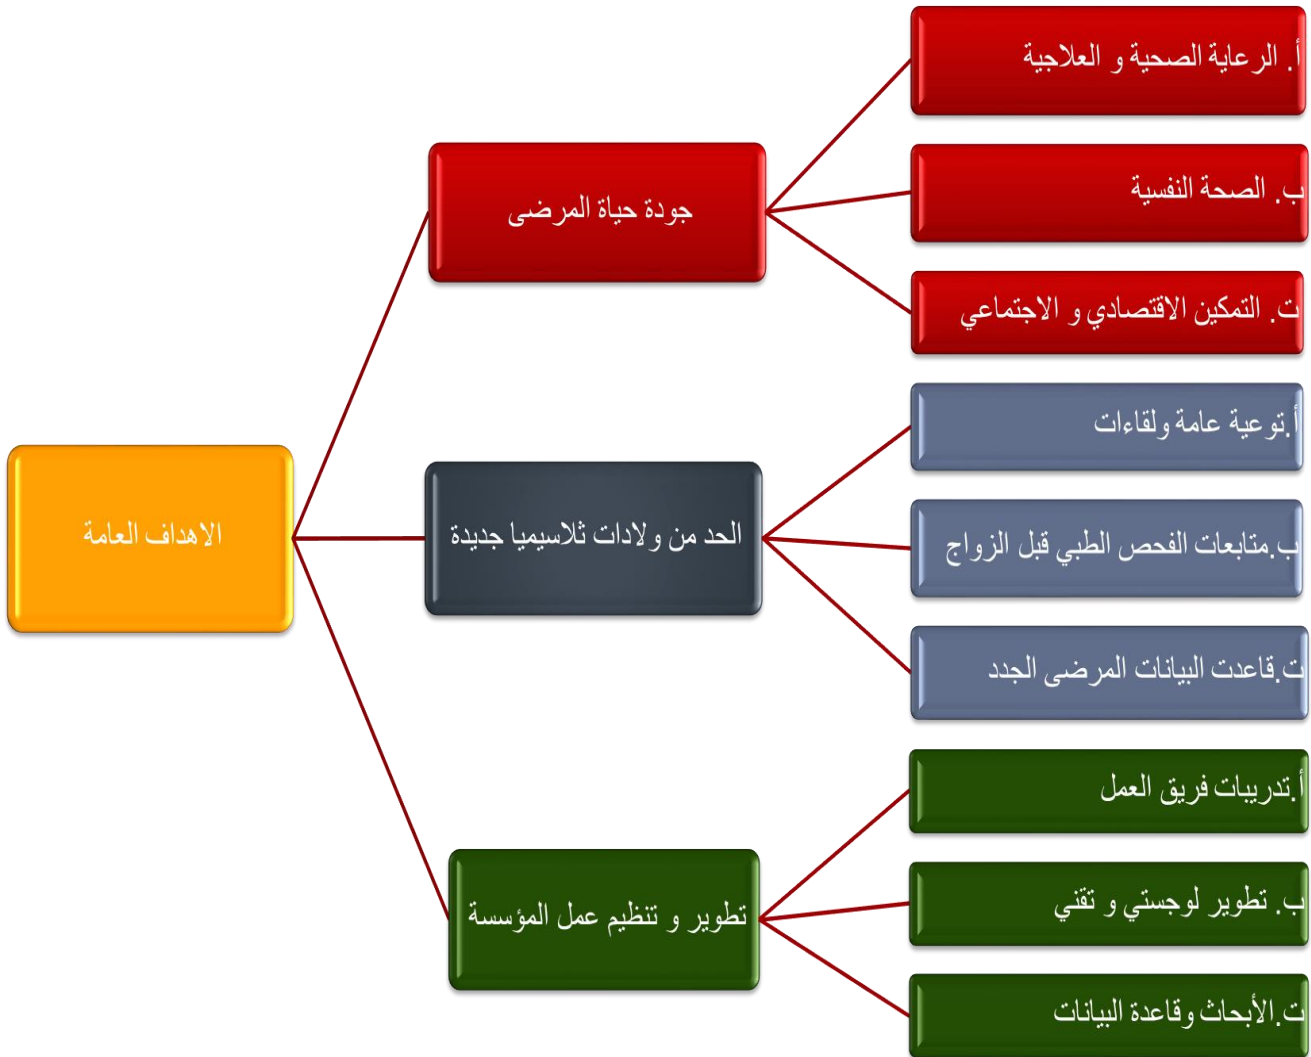 الاهداف العامة
جودة حياة المرضى
أ. الرعاية الصحية و العلاجية
ب. الصحة النفسية
ت. التمكين الاقتصادي و الاجتماعي
الحد من ولادات ثلاسيميا جديدة
أ.توعية عامة ولقاءات
ب.متابعات الفحص الطبي قبل الزواج
ت.قاعدت البيانات المرضى الجدد
تطوير و تنظيم عمل المؤسسة
أ.تدريبات فريق العمل
ب. تطوير لوجستي و تقني
ت.الأبحاث وقاعدة البيانات